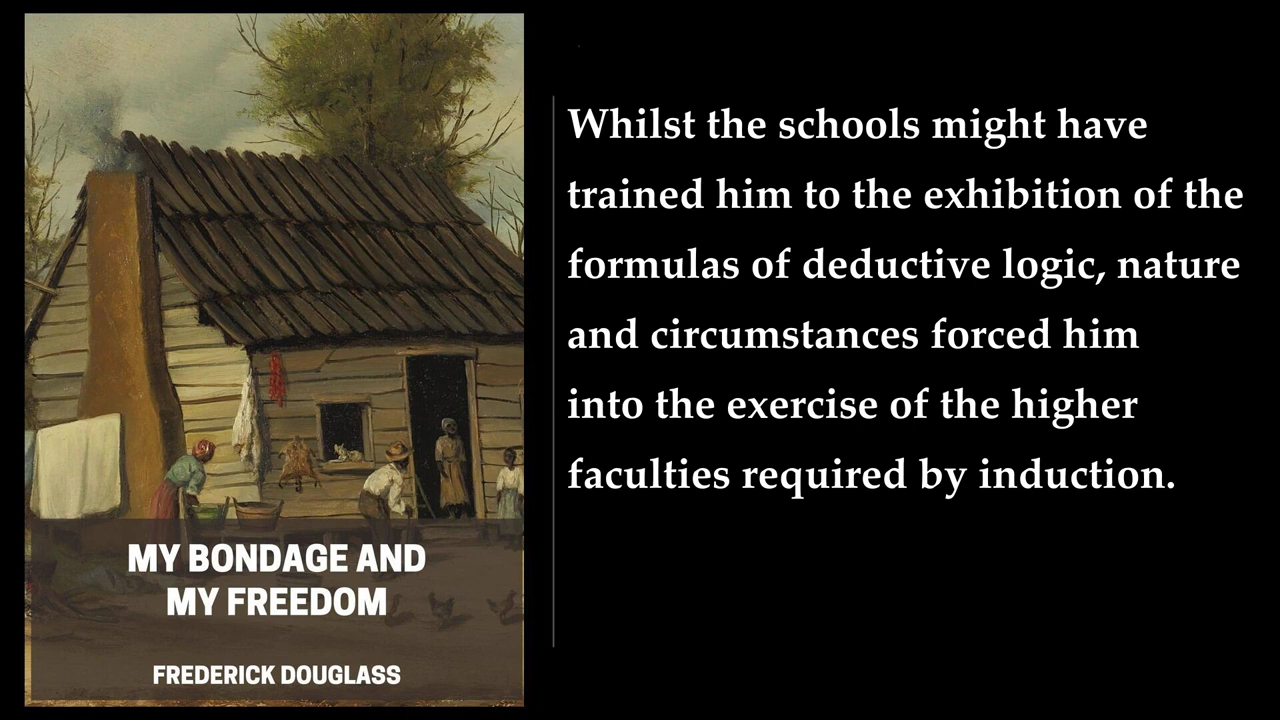 Whilst the schools might have
trained him to the exhibition of the
formulas of deductive logic, nature
and circumstances forced him
into the exercise of the higher
faculties required by induction.
MY BONDAGE AND
MY FREEDOM
FREDERICK DOUGLASS